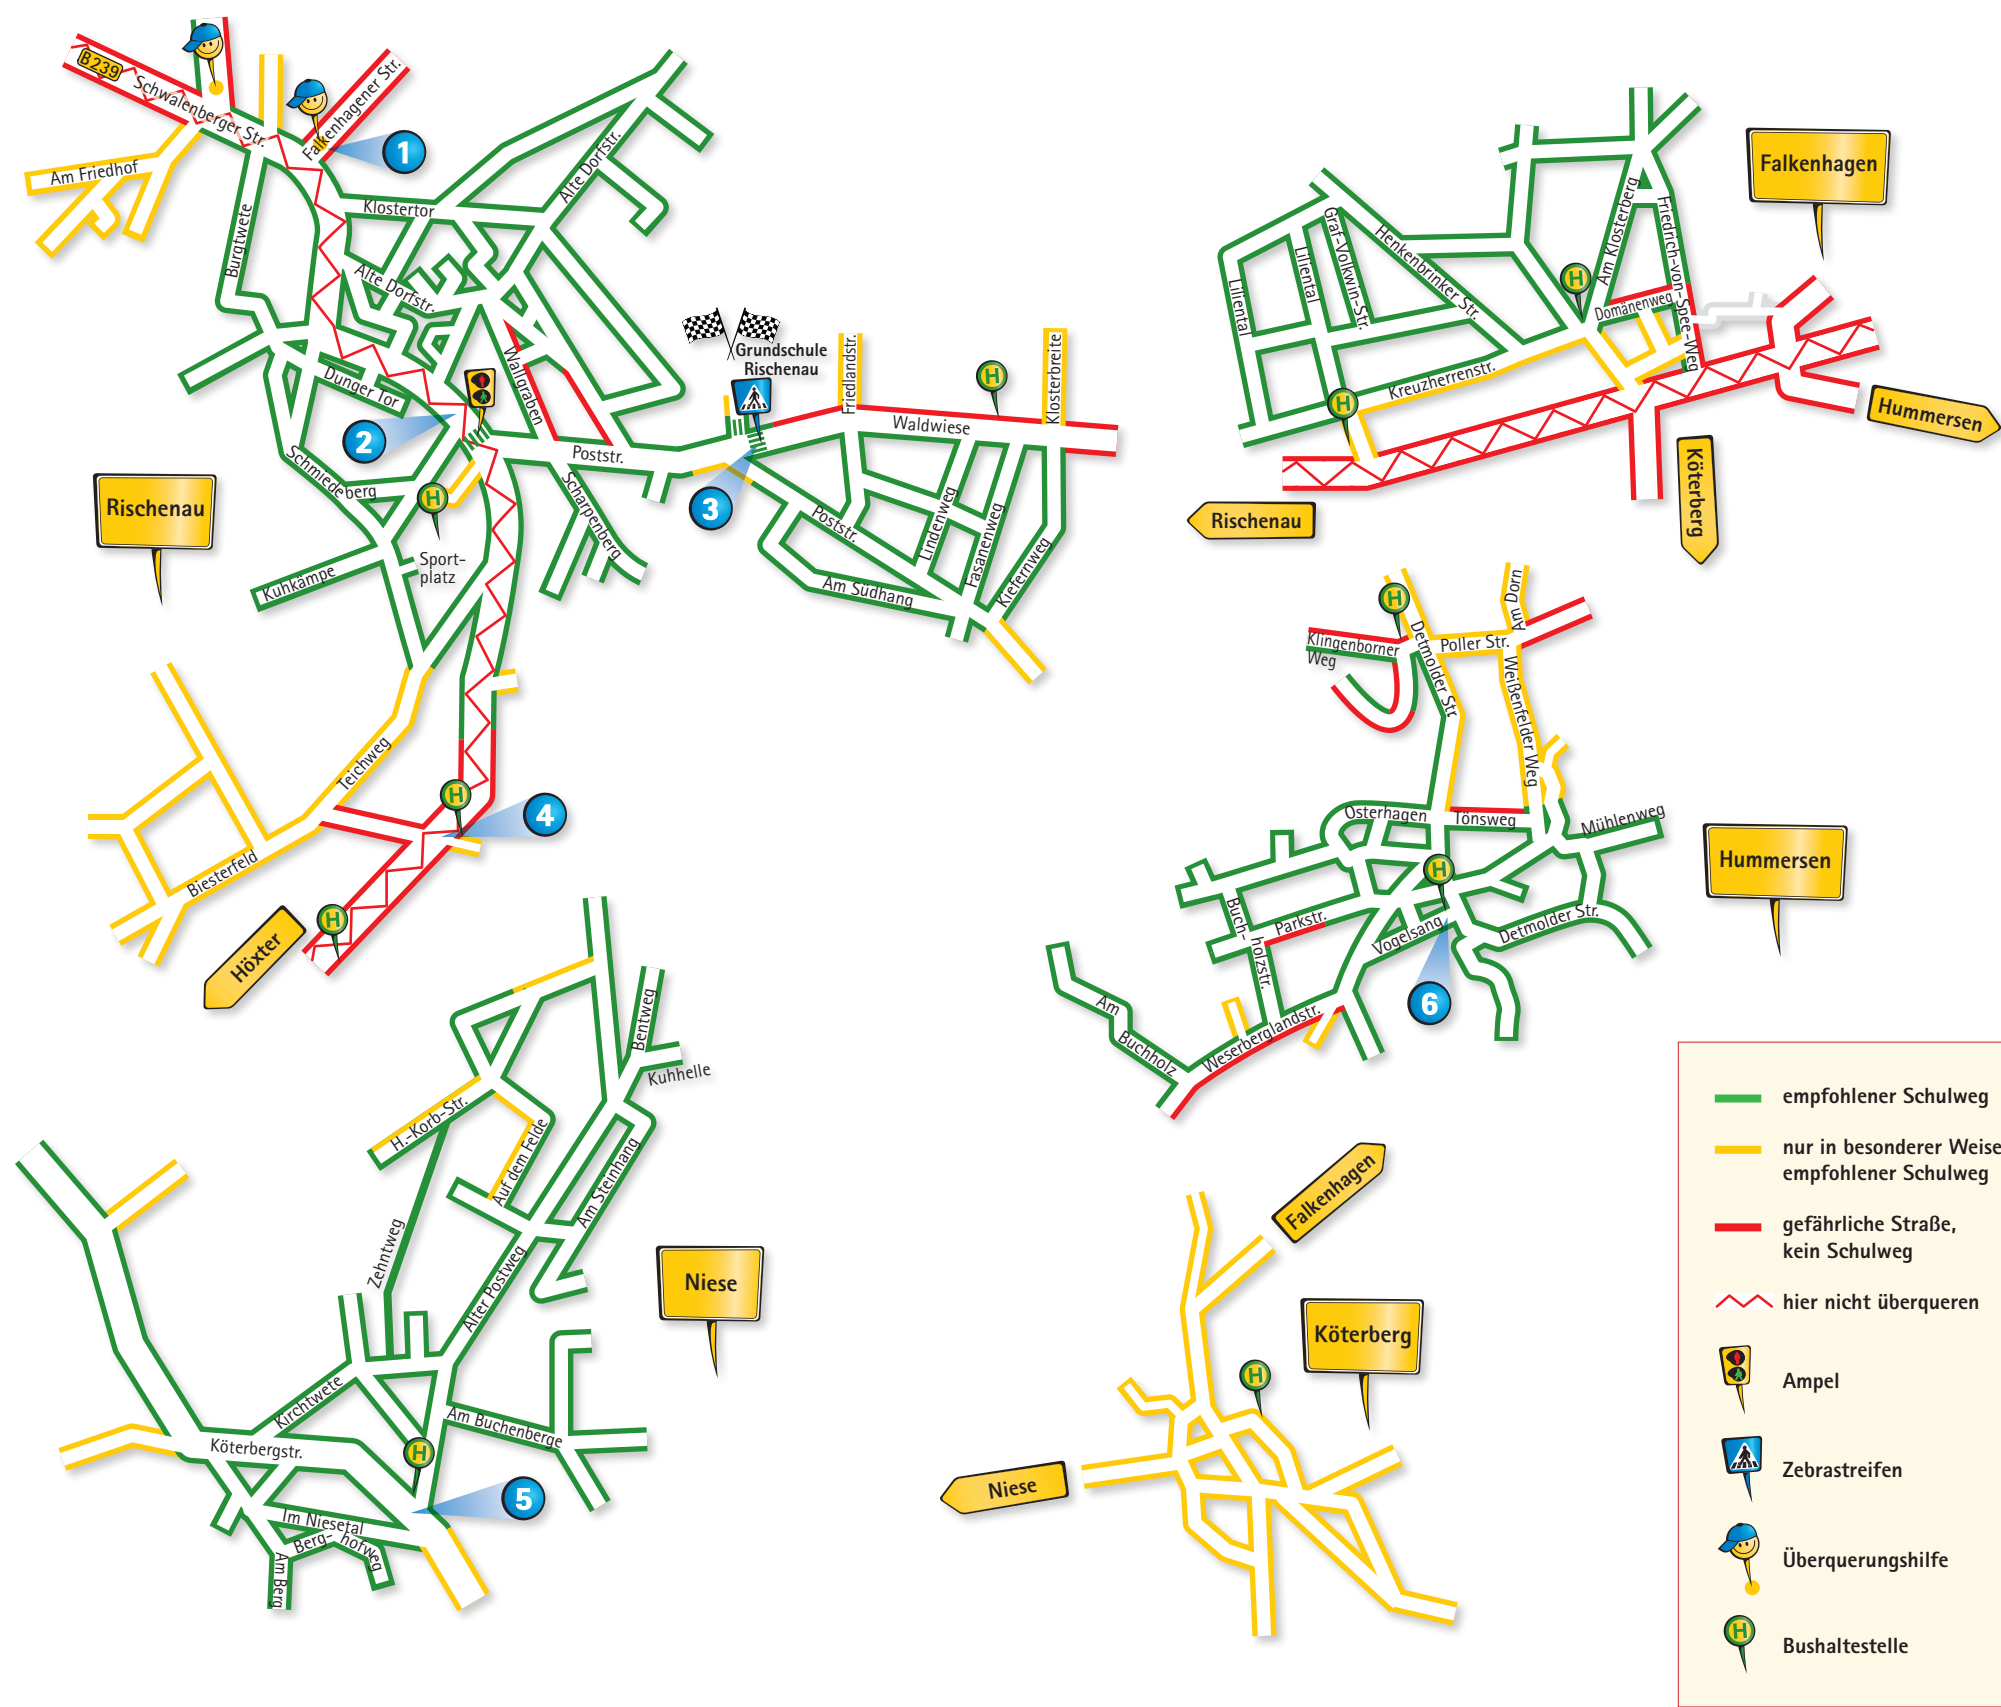 B239
Schwalenberger Str.
Falkenhagener Str.
1
Am Friedhof
Burgtwete
Klostertor
Alte Dorfstr.
Alte Dorfstr.
Dunger Tor
Wallgraben
2
Grundschule
Rischenau
Friedlandstr.
Klosterbreite
Waldwiese
Poststr.
3
Schmiedeberg
H
H
Scharpenberg
Poststr.
Lindenweg
Fasanenweg
Kiefernweg
Am Südhang
Rischenau
Sport-
platz
Kuhkämpe
Teichweg
Biesterfeld
H
4
H
Höxter
Falkenhagen
Am Klosterberg
Friedrich-von-Spee-Weg
Graf-Volkwin-Str.
Henkenbrinker Str.
Liliental
Liliental
H
Domänenweg
Kreuzherrenstr.
H
Hummersen
Köterberg
Rischenau
H
Am Dorn
Klingenborner
Weg
Detmolder Str.
Poller Str.
Weißenfelder Weg
Osterhagen
Tönsweg
Mühlenweg
H
Hummersen
Buch-
holzstr.
Parkstr.
Vogelsang
Detmolder Str.
6
Am
Buchholz
Weserberglandstr.
Bentweg
Kuhhelle
H.-Korb-Str.
Auf dem Felde
Am Steinhang
Zehntweg
Alter Postweg
Niese
Kirchtwete
Köterbergstr.
Am Buchenberge
H
5
Im Niesetal
Berg-
hofweg
Am Berg
Falkenhagen
Köterberg
H
Niese
empfohlener Schulweg
nur in besonderer Weise
empfohlener Schulweg
gefährliche Straße,
kein Schulweg
hier nicht überqueren
Ampel
Zebrastreifen
Überquerungshilfe
H
Bushaltestelle